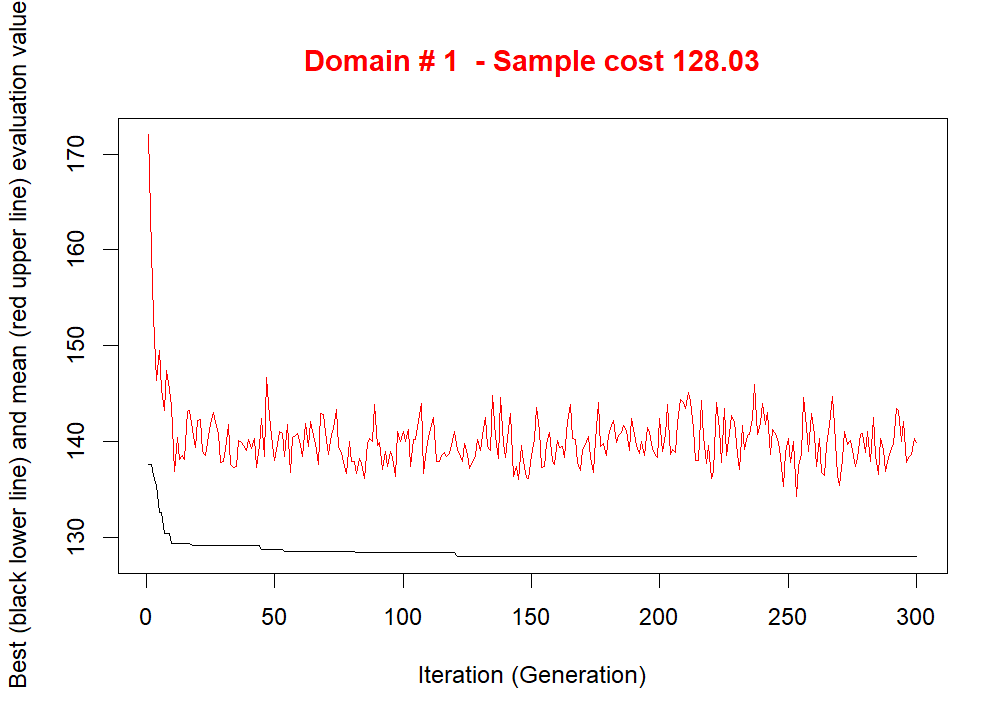 Domain # 1  - Sample cost 128.03
Best (black lower line) and mean (red upper line) evaluation value
170
160
150
140
130
0 50 100 150 200 250 300
Iteration (Generation)